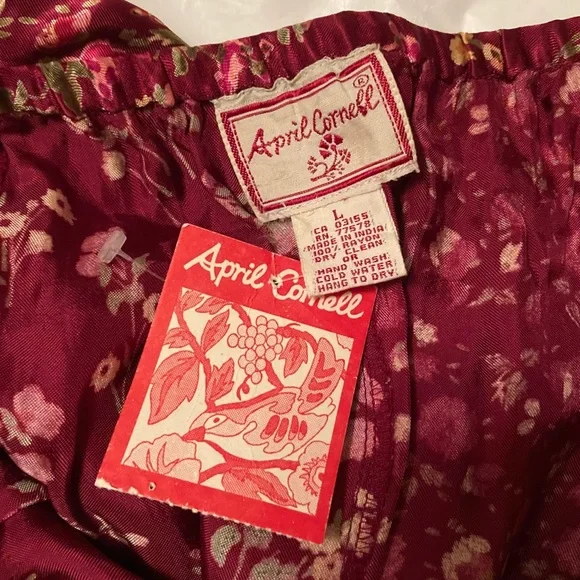 April Cornell®
L
CA 03155
RN. 77578
MADE IN INDIA
100% RAYON
DRY CLEAN
OR
HAND WASH
COLD WATER
HANG TO DRY
April Cornell